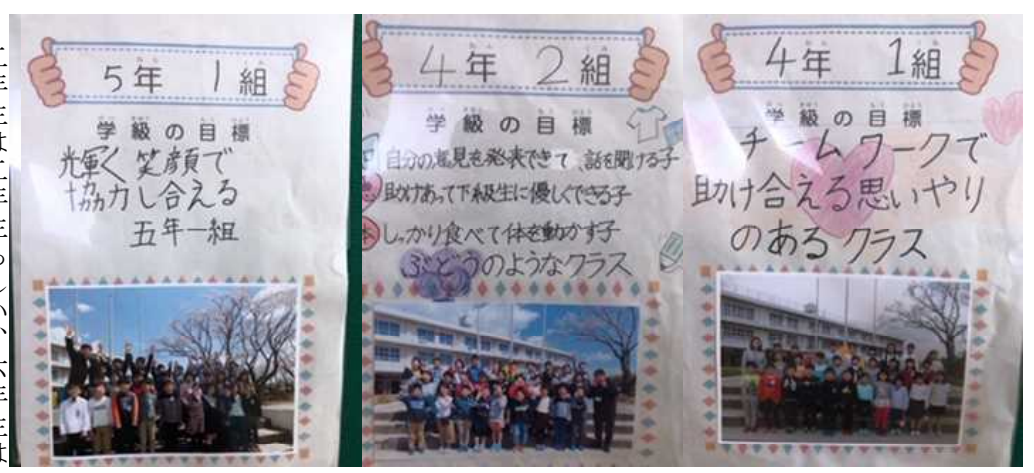 5年 1組
学級の目標
光輝く笑顔で
協力し合える
五年一組
4年 2組
学級の目標
自分の意見を発表できて、話を聞ける子
助けあって下級生に優しくできる子
しっかり食べて体を動かす子
ぶどうのようなクラス
4年 1組
学級の目標
チームワークで
助け合える思いやり
のあるクラス